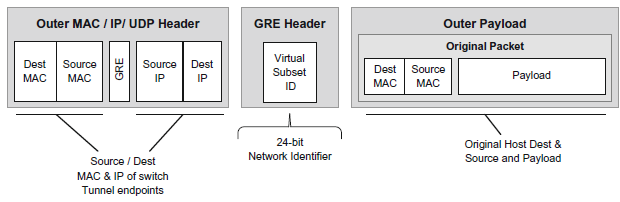 Outer MAC / IP/ UDP Header
Dest
MAC
Source
MAC
GRE
Source
IP
Dest
IP
GRE Header
Virtual
Subset
ID
Outer Payload
Original Packet
Dest
MAC
Source
MAC
Payload
Source / Dest
MAC & IP of switch
Tunnel endpoints
24-bit
Network Identifier
Original Host Dest &
Source and Payload